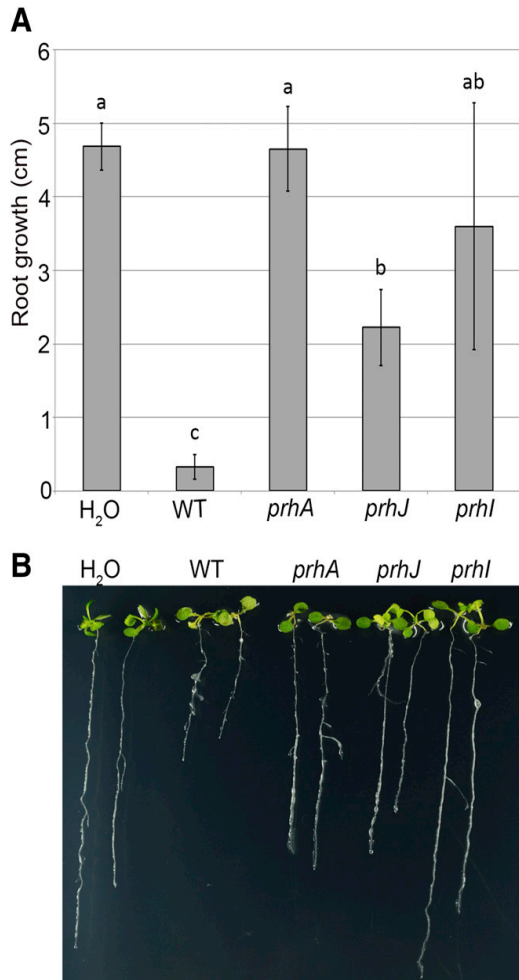 A
Root growth (cm)
6
5
4
3
2
1
0
a
c
a
b
ab
H₂O WT prhA prhJ prhI
B
H₂O WT prhA prhJ prhI